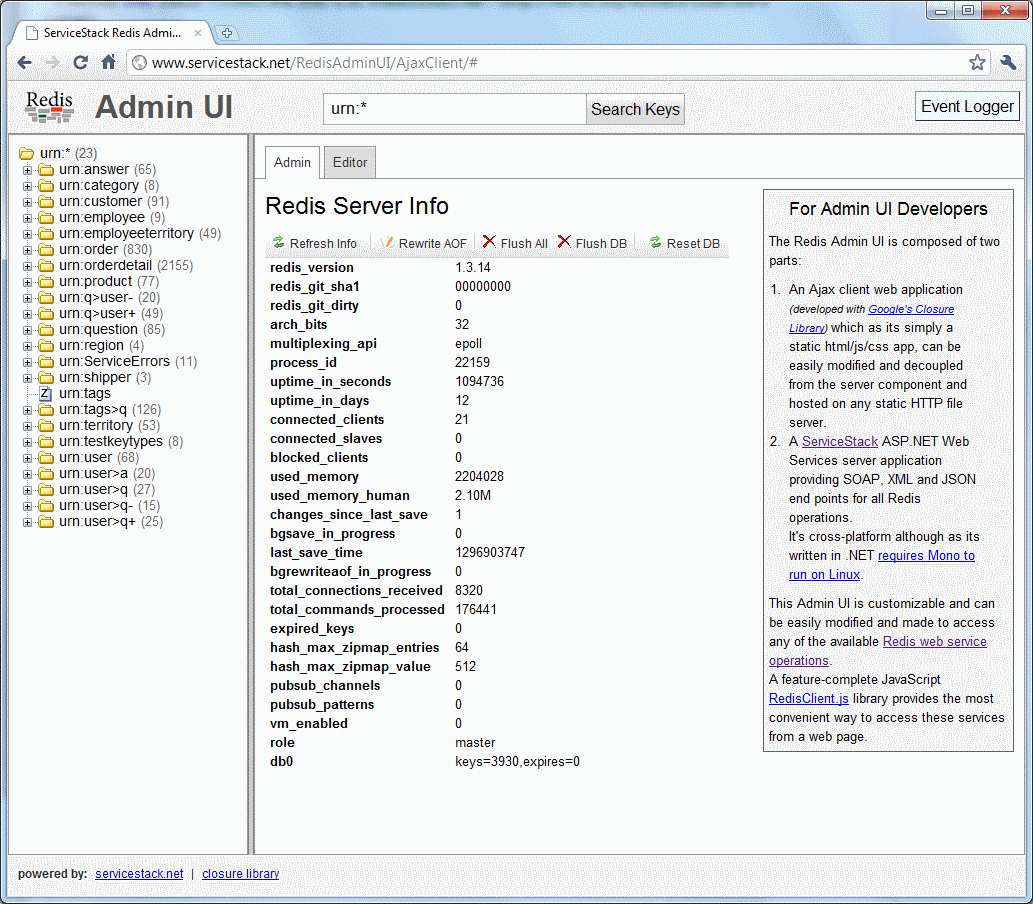 ServiceStack Redis Admi...
www.servicestack.net/RedisAdminUI/AjaxClient/#
Redis
Admin UI
urn:*
Search Keys
Event Logger
urn:* (23)
urn:answer (65)
urn:category (8)
urn:customer (91)
urn:employee (9)
urn:employeeterritory (49)
urn:order (830)
urn:orderdetail (2155)
urn:product (77)
urn:q>user- (20)
urn:q>user+ (49)
urn:question (85)
urn:region (4)
urn:ServiceErrors (11)
urn:shipper (3)
Z urn:tags
urn:tags>q (126)
urn:territory (53)
urn:testkeytypes (8)
urn:user (68)
urn:user>a (20)
urn:user>q (27)
urn:user>q- (15)
urn:user>q+ (25)
Admin Editor
Redis Server Info
Refresh Info Rewrite AOF Flush All Flush DB Reset DB
redis_version 1.3.14
redis_git_sha1 00000000
redis_git_dirty 0
arch_bits 32
multiplexing_api epoll
process_id 22159
uptime_in_seconds 1094736
uptime_in_days 12
connected_clients 21
connected_slaves 0
blocked_clients 0
used_memory 2204028
used_memory_human 2.10M
changes_since_last_save 1
bgsave_in_progress 0
last_save_time 1296903747
bgrewriteaof_in_progress 0
total_connections_received 8320
total_commands_processed 176441
expired_keys 0
hash_max_zipmap_entries 64
hash_max_zipmap_value 512
pubsub_channels 0
pubsub_patterns 0
vm_enabled 0
role master
db0 keys=3930,expires=0
For Admin UI Developers
The Redis Admin UI is composed of two
parts:
1. An Ajax client web application
(developed with Google's Closure
Library) which as its simply a
static html/js/css app, can be
easily modified and decoupled
from the server component and
hosted on any static HTTP file
server.
2. A ServiceStack ASP.NET Web
Services server application
providing SOAP, XML and JSON
end points for all Redis
operations.
It's cross-platform although as its
written in .NET requires Mono to
run on Linux.
This Admin UI is customizable and can
be easily modified and made to access
any of the available Redis web service
operations.
A feature-complete JavaScript
RedisClient.js library provides the most
convenient way to access these services
from a web page.
powered by: servicestack.net | closure library